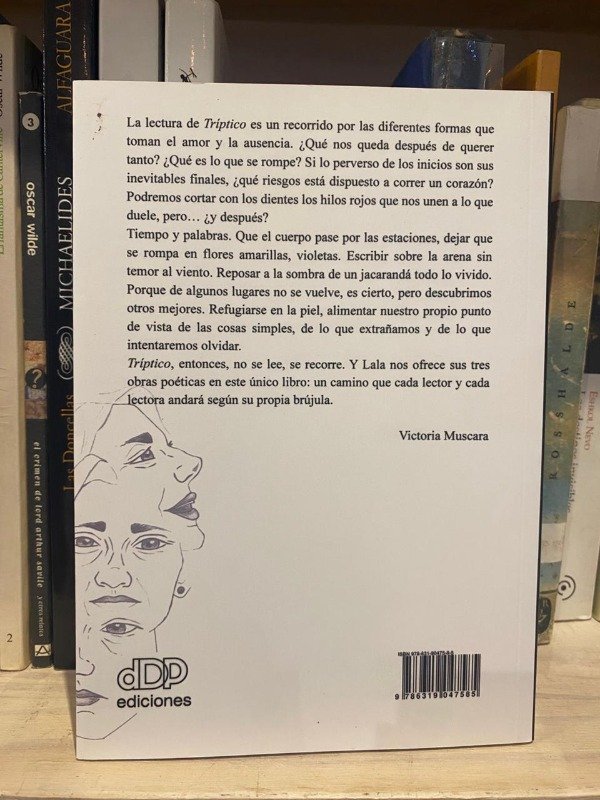 La lectura de Tríptico es un recorrido por las diferentes formas que
toman el amor y la ausencia. ¿Qué nos queda después de querer
tanto? ¿Qué es lo que se rompe? Si lo perverso de los inicios son sus
inevitables finales, ¿qué riesgos está dispuesto a correr un corazón?
Podremos cortar con los dientes los hilos rojos que nos unen a lo que
duele, pero… ¿y después?
Tiempo y palabras. Que el cuerpo pase por las estaciones, dejar que
se rompa en flores amarillas, violetas. Escribir sobre la arena sin
temor al viento. Reposar a la sombra de un jacarandá todo lo vivido.
Porque de algunos lugares no se vuelve, es cierto, pero descubrimos
otros mejores. Refugiarse en la piel, alimentar nuestro propio punto
de vista de las cosas simples, de lo que extrañamos y de lo que
intentaremos olvidar.
Tríptico, entonces, no se lee, se recorre. Y Lala nos ofrece sus tres
obras poéticas en este único libro: un camino que cada lector y cada
lectora andará según su propia brújula.
Victoria Muscara
dDp
ediciones
9 786319 047585
2
3
oscar wilde
?
el crimen de lord arthur savile
ALFAGUARA
MICHAELIDES
Las Doncellas
ROSSHALDE